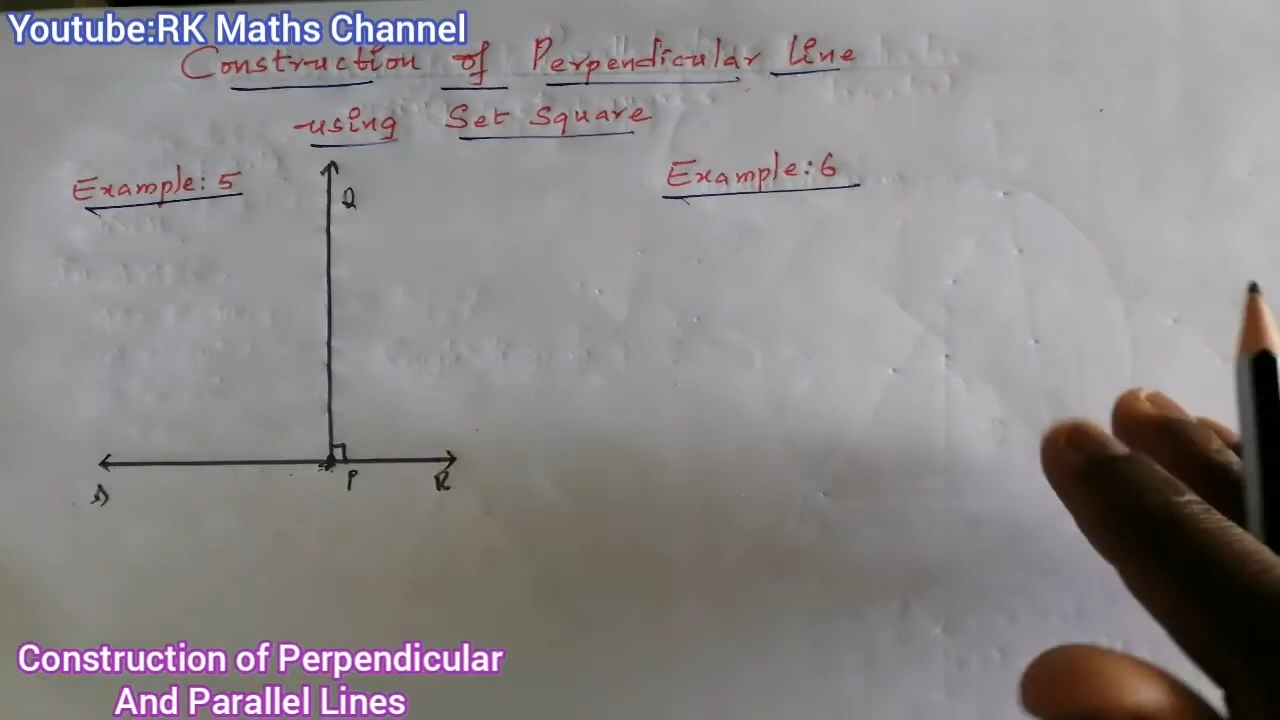 Youtube:RK Maths Channel
Construction of Perpendicular Line
using Set Square
Example: 5
Example: 6
Q
P
R
Construction of Perpendicular
And Parallel Lines